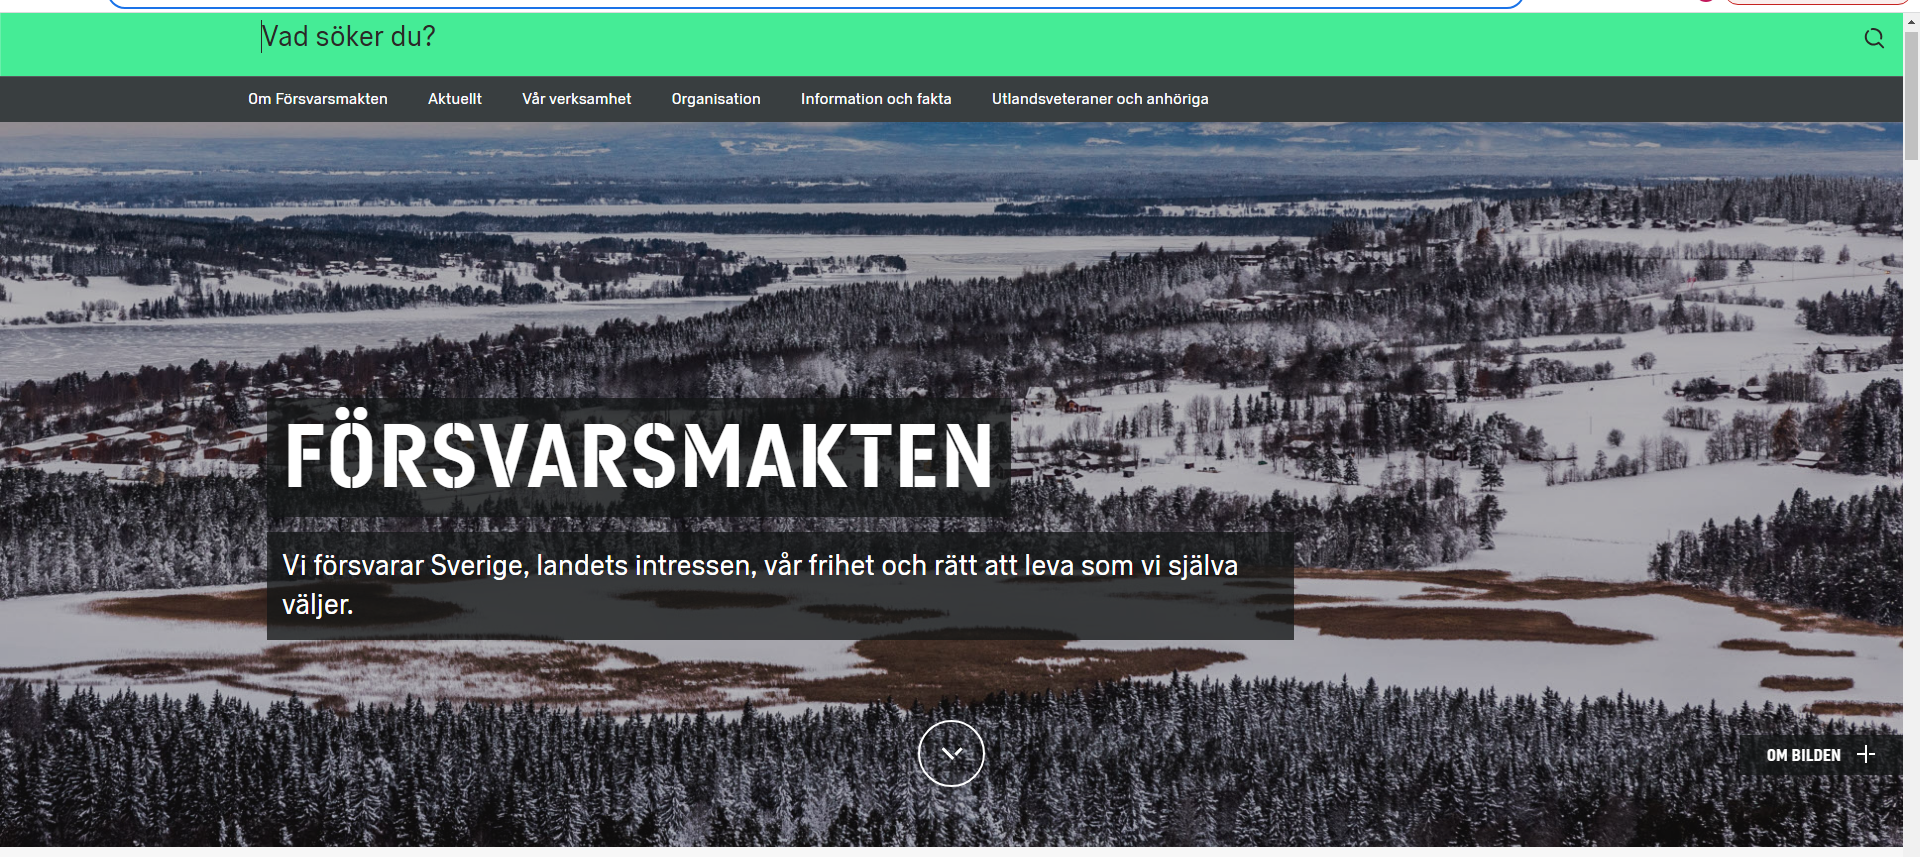 Vad söker du?
Om Försvarsmakten Aktuellt Vår verksamhet Organisation Information och fakta Utlandsveteraner och anhöriga
FÖRSVARSMAKTEN
Vi försvarar Sverige, landets intressen, vår frihet och rätt att leva som vi själva
väljer.
OM BILDEN